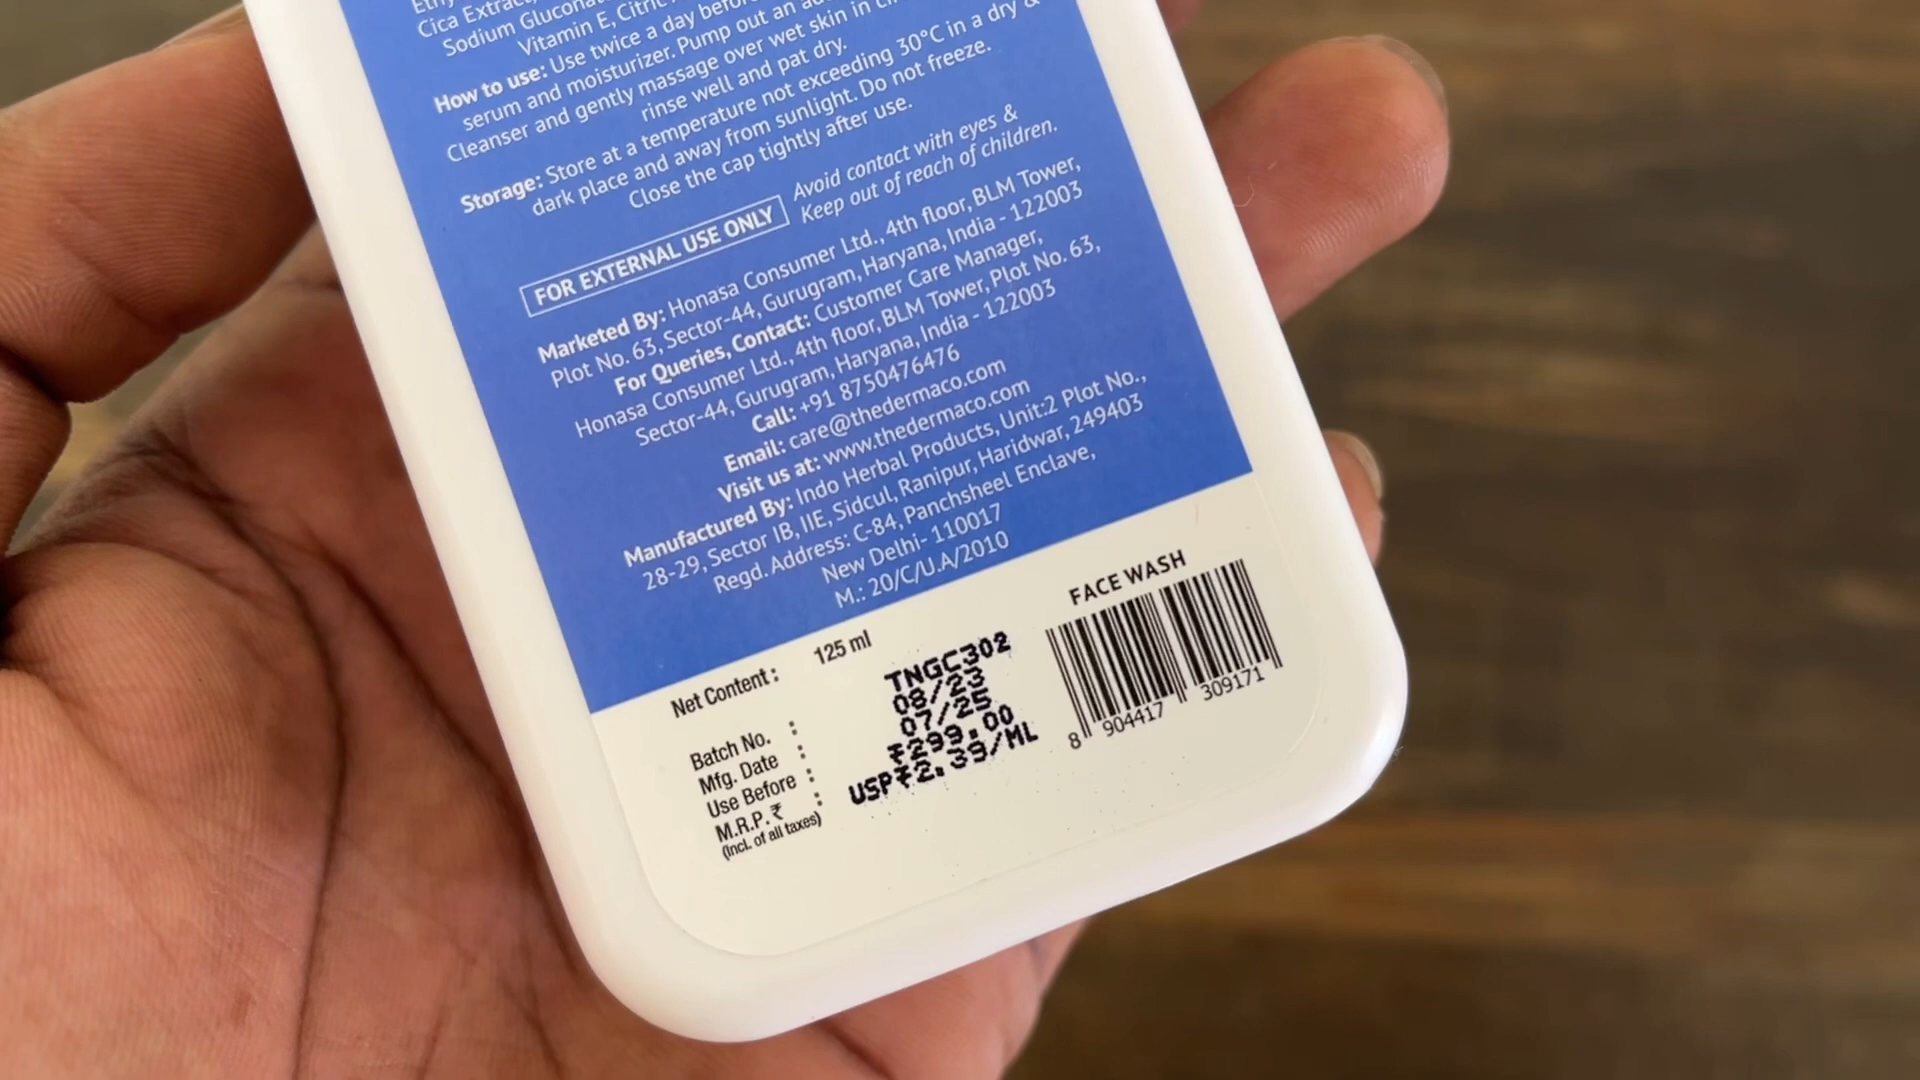 Cica Extract,
Sodium Glucona
Vitamin E, Citric
How to use: Use twice a day before
serum and moisturizer. Pump out an
Cleanser and gently massage over wet skin in
rinse well and pat dry.
Storage: Store at a temperature not exceeding 30°C in a dry &
dark place and away from sunlight. Do not freeze.
Close the cap tightly after use.
FOR EXTERNAL USE ONLY
Avoid contact with eyes &
Keep out of reach of children.
Marketed By: Honasa Consumer Ltd., 4th floor, BLM Tower,
Plot No. 63, Sector-44, Gurugram, Haryana, India - 122003
For Queries, Contact: Customer Care Manager,
Honasa Consumer Ltd., 4th floor, BLM Tower, Plot No. 63,
Sector-44, Gurugram, Haryana, India - 122003
Call: +91 8750476476
Email: care@thedermaco.com
Visit us at: www.thedermaco.com
Manufactured By: Indo Herbal Products, Unit:2 Plot No.,
28-29, Sector IB, IIE, Sidcul, Ranipur, Haridwar, 249403
Regd. Address: C-84, Panchsheel Enclave,
New Delhi- 110017
M.: 20/C/U.A/2010
Net Content : 125 ml
Batch No. : TNGC302
Mfg. Date : 08/23
Use Before : 07/25
M.R.P. ₹ : ₹299.00
(Incl. of all taxes) USP₹2.39/ML
FACE WASH
8 904417 309171